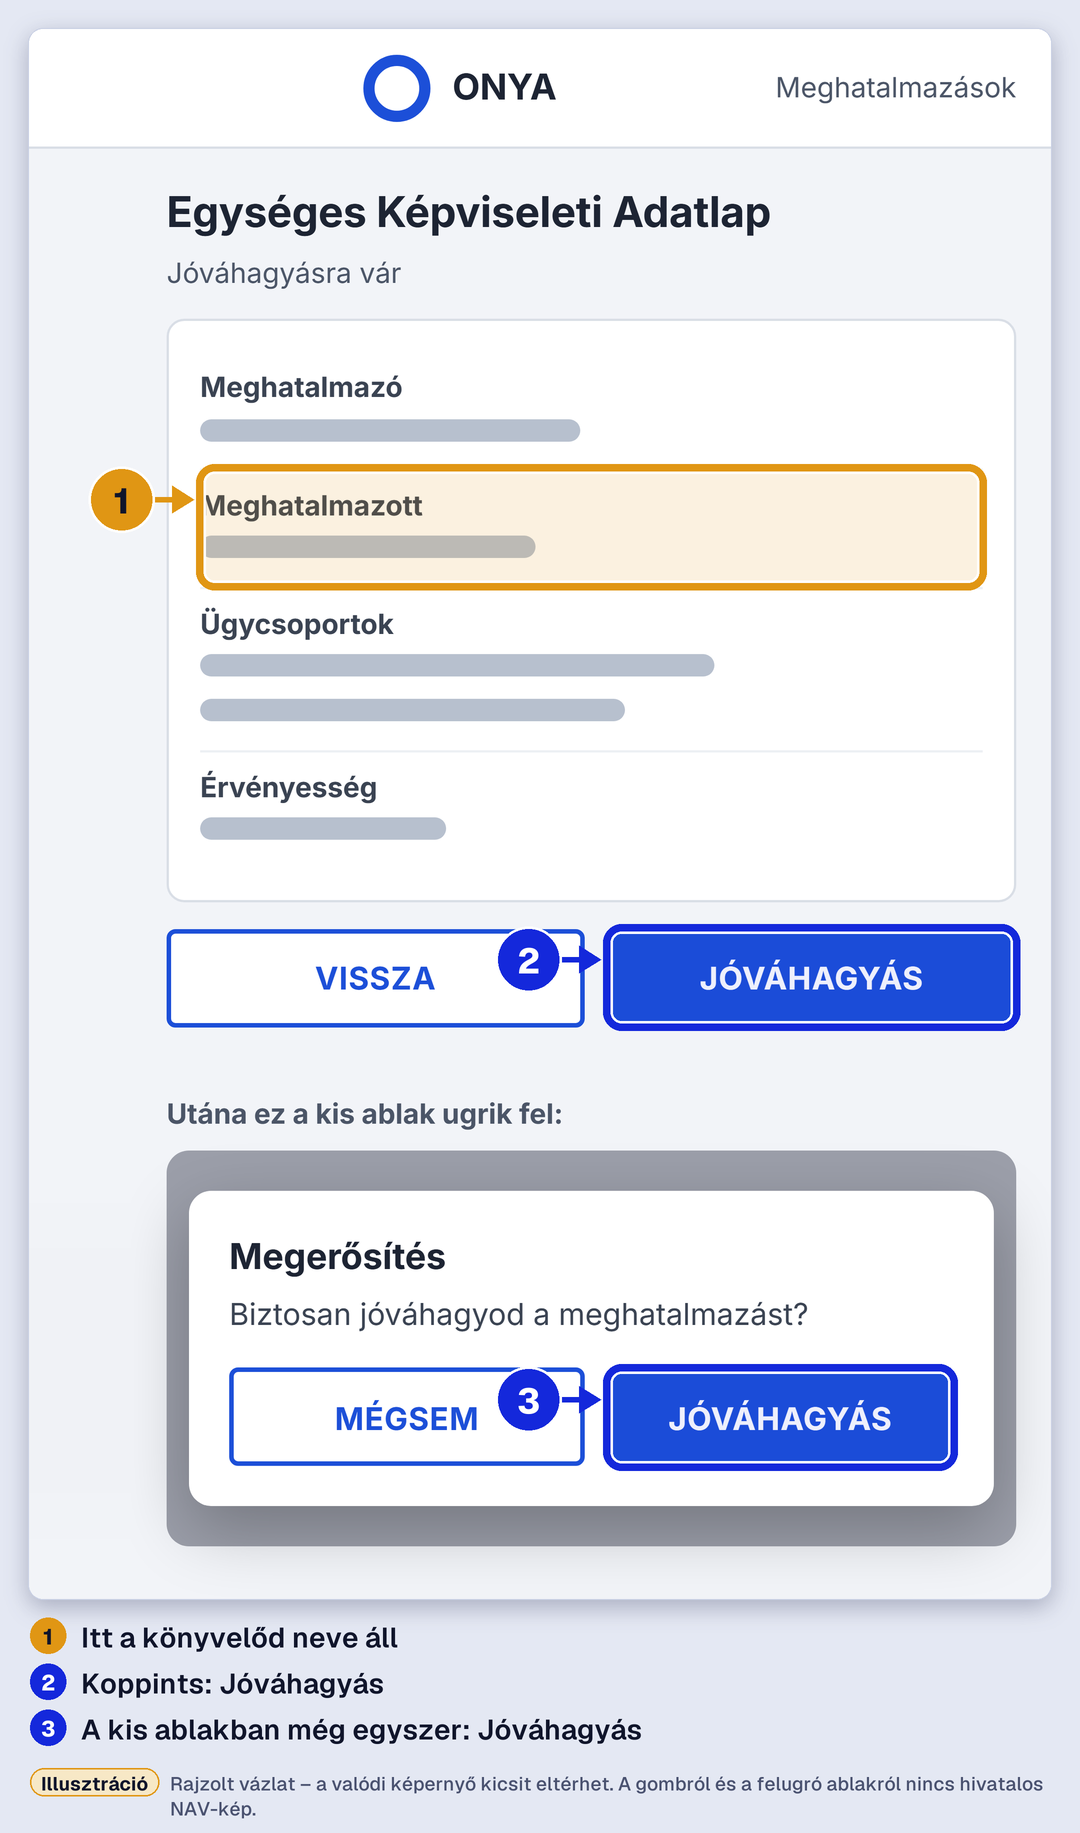 ONYA
Meghatalmazások
Egységes Képviseleti Adatlap
Jóváhagyásra vár
Meghatalmazó
1
Meghatalmazott
Ügycsoportok
Érvényesség
VISSZA
2
JÓVÁHAGYÁS
Utána ez a kis ablak ugrik fel:
Megerősítés
Biztosan jóváhagyod a meghatalmazást?
MÉGSEM
3
JÓVÁHAGYÁS
1 Itt a könyvelőd neve áll
2 Koppints: Jóváhagyás
3 A kis ablakban még egyszer: Jóváhagyás
Illusztráció Rajzolt vázlat – a valódi képernyő kicsit eltérhet. A gombról és a felugró ablakról nincs hivatalos
NAV-kép.